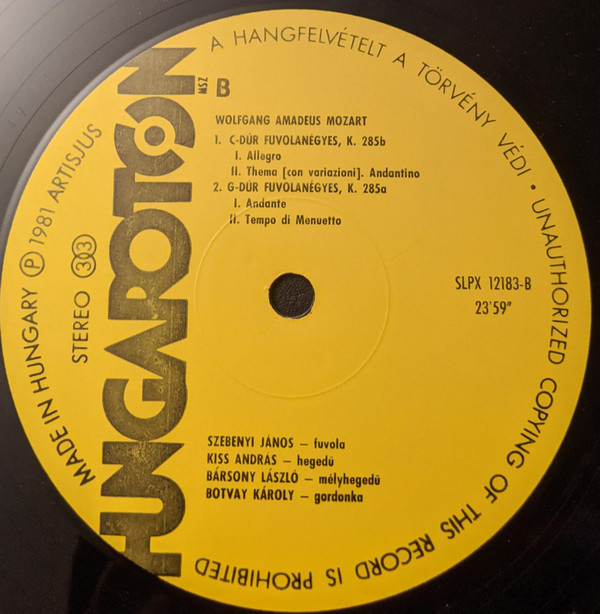 A HANGFELVÉTELT A TÖRVÉNY VÉDI • UNAUTHORIZED COPYING OF THIS RECORD IS PROHIBITED
MADE IN HUNGARY Ⓟ 1981 ARTISJUS
STEREO 33
HUNGAROTON
MSZ
B
WOLFGANG AMADEUS MOZART
1. C-DÚR FUVOLANÉGYES, K. 285b
I. Allegro
II. Thema [con variazioni]. Andantino
2. G-DÚR FUVOLANÉGYES, K. 285a
I. Andante
II. Tempo di Menuetto
SLPX 12183-B
23'59"
SZEBENYI JÁNOS – fuvola
KISS ANDRÁS – hegedű
BÁRSONY LÁSZLÓ – mélyhegedű
BOTVAY KÁROLY – gordonka